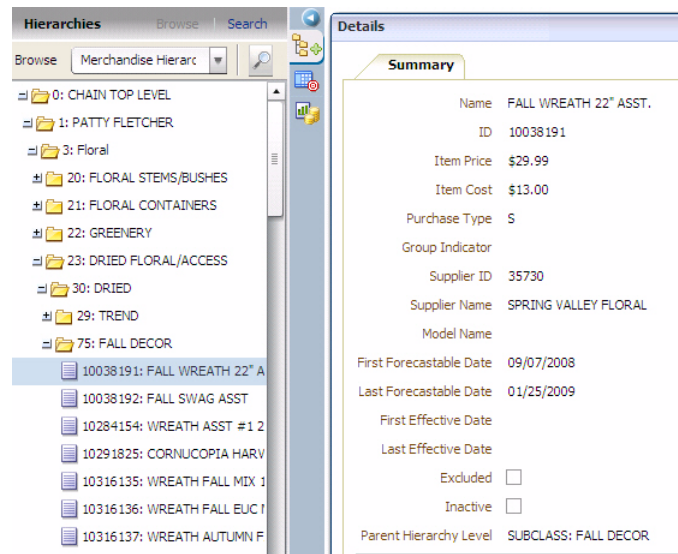 Hierarchies Browse Search
Browse Merchandise Hierarc
0: CHAIN TOP LEVEL
1: PATTY FLETCHER
3: Floral
20: FLORAL STEMS/BUSHES
21: FLORAL CONTAINERS
22: GREENERY
23: DRIED FLORAL/ACCESS
30: DRIED
29: TREND
75: FALL DECOR
10038191: FALL WREATH 22" A
10038192: FALL SWAG ASST
10284154: WREATH ASST #1 2
10291825: CORNUCOPIA HARV
10316135: WREATH FALL MIX 1
10316136: WREATH FALL EUC
10316137: WREATH AUTUMN F
Details
Summary
Name FALL WREATH 22" ASST.
ID 10038191
Item Price $29.99
Item Cost $13.00
Purchase Type S
Group Indicator
Supplier ID 35730
Supplier Name SPRING VALLEY FLORAL
Model Name
First Forecastable Date 09/07/2008
Last Forecastable Date 01/25/2009
First Effective Date
Last Effective Date
Excluded
Inactive
Parent Hierarchy Level SUBCLASS: FALL DECOR